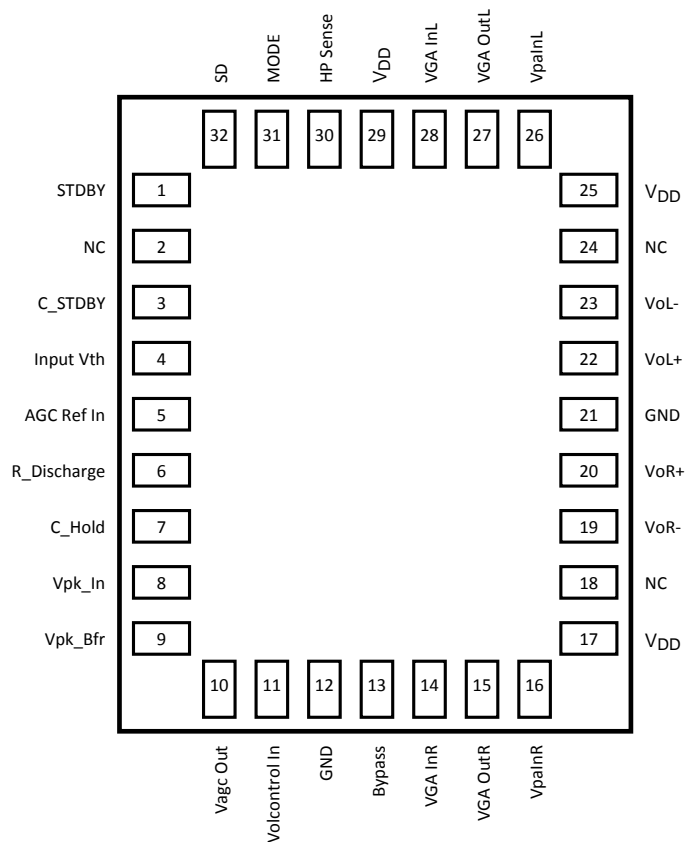 SD
MODE
HP Sense
VDD
VGA InL
VGA OutL
VpaInL
32
31
30
29
28
27
26
STDBY 1
25 VDD
NC 2
24 NC
C_STDBY 3
23 VoL-
Input Vth 4
22 VoL+
AGC Ref In 5
21 GND
R_Discharge 6
20 VoR+
C_Hold 7
19 VoR-
Vpk_In 8
18 NC
Vpk_Bfr 9
17 VDD
10
11
12
13
14
15
16
Vagc Out
Volcontrol In
GND
Bypass
VGA InR
VGA OutR
VpaInR